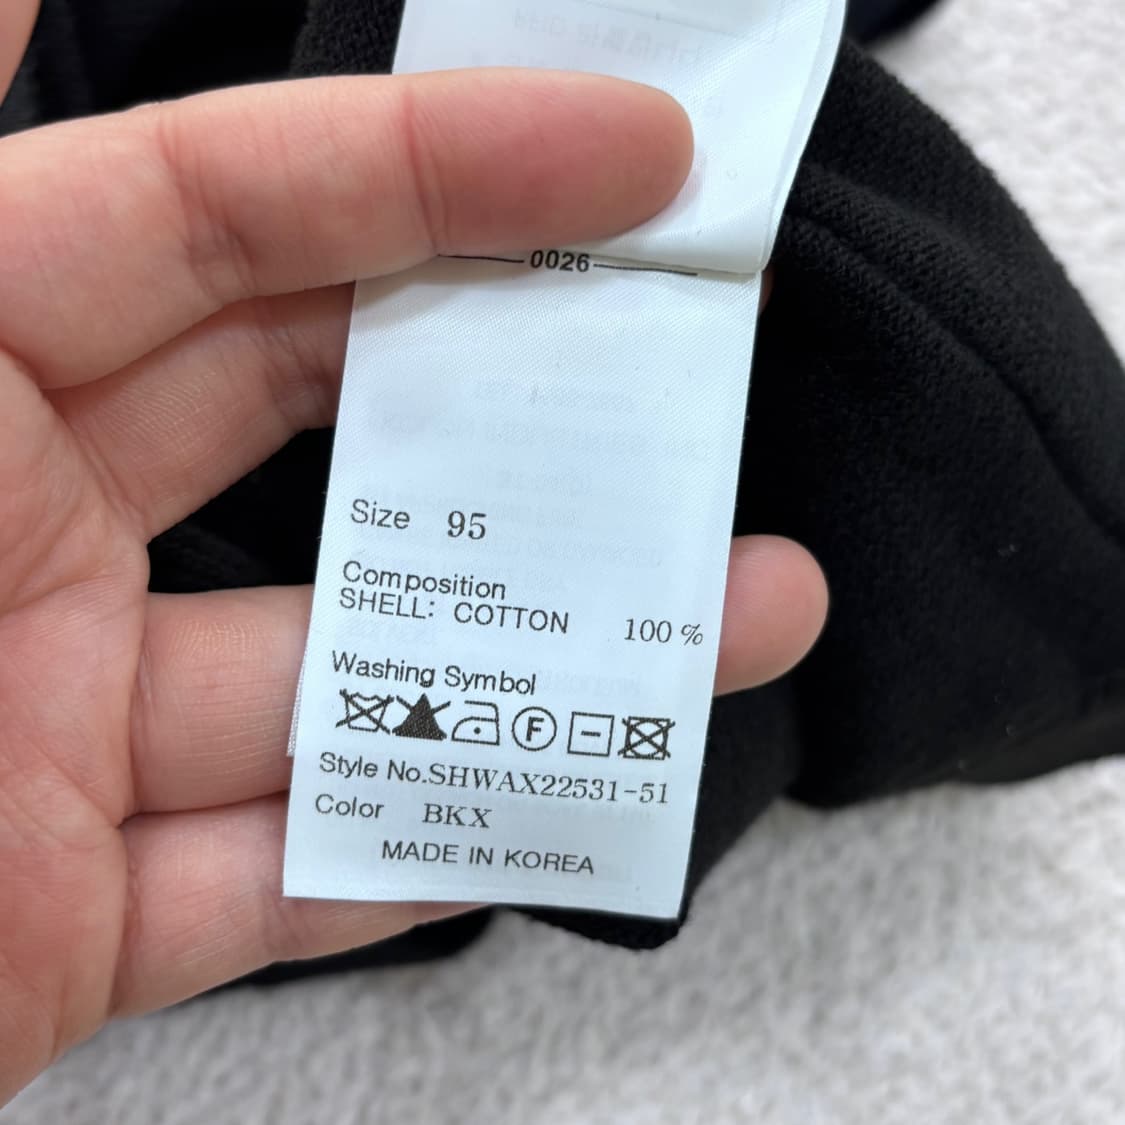 0026
Size 95
Composition
SHELL: COTTON 100 %
Washing Symbol
F
Style No.SHWAX22531-51
Color BKX
MADE IN KOREA